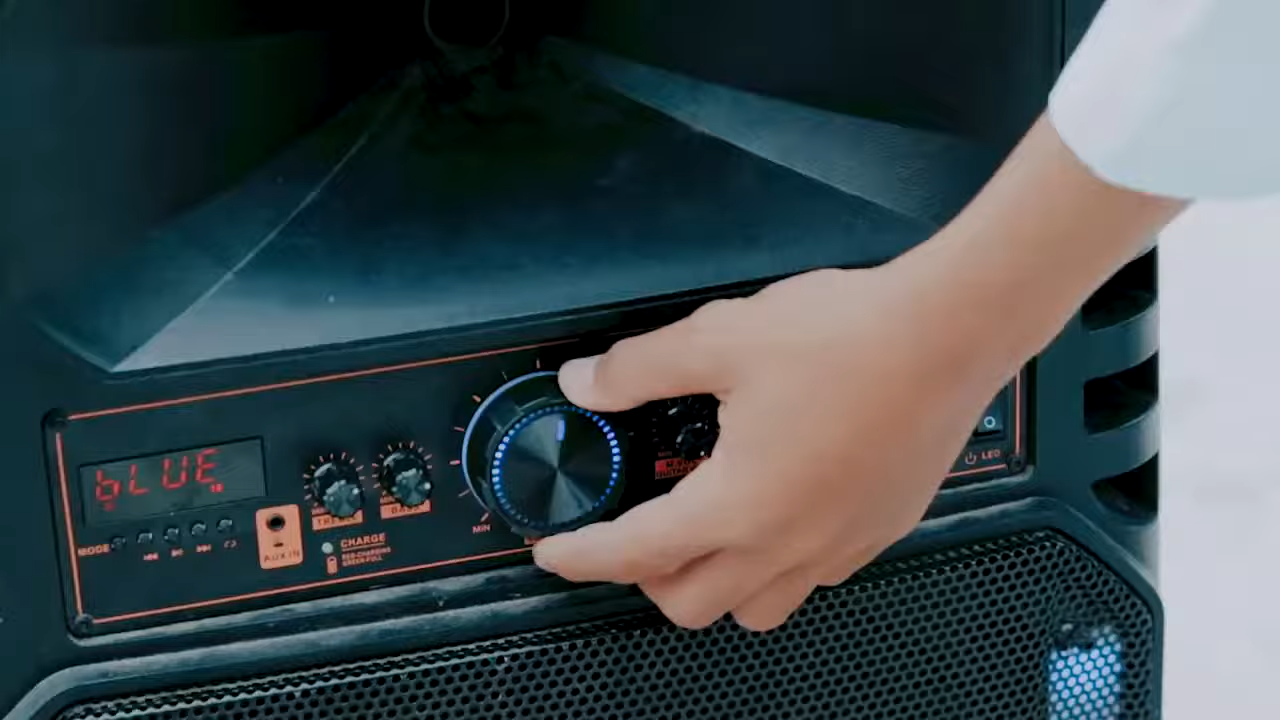 bLUE
MODE
TREBLE
BASS
AUX IN
CHARGE
RED-CHARGING
GREEN-FULL
MIN
LED